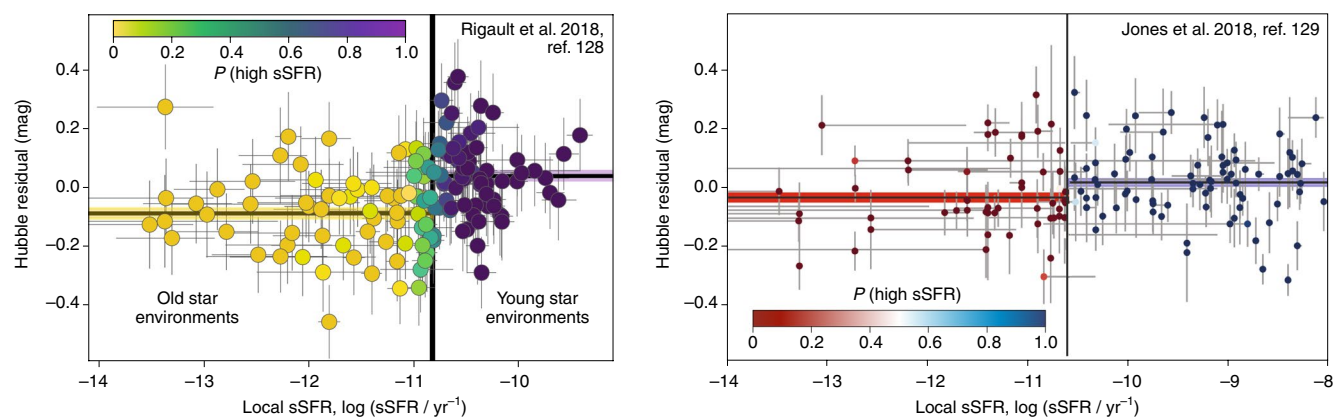 Rigault et al. 2018,
ref. 128
0 0.2 0.4 0.6 0.8 1.0
P (high sSFR)
Hubble residual (mag)
0.4
0.2
0.0
−0.2
−0.4
Old star
environments
Young star
environments
−14 −13 −12 −11 −10
Local sSFR, log (sSFR / yr⁻¹)
Jones et al. 2018, ref. 129
Hubble residual (mag)
0.4
0.2
0.0
−0.2
−0.4
P (high sSFR)
0 0.2 0.4 0.6 0.8 1.0
−14 −13 −12 −11 −10 −9 −8
Local sSFR, log (sSFR / yr⁻¹)